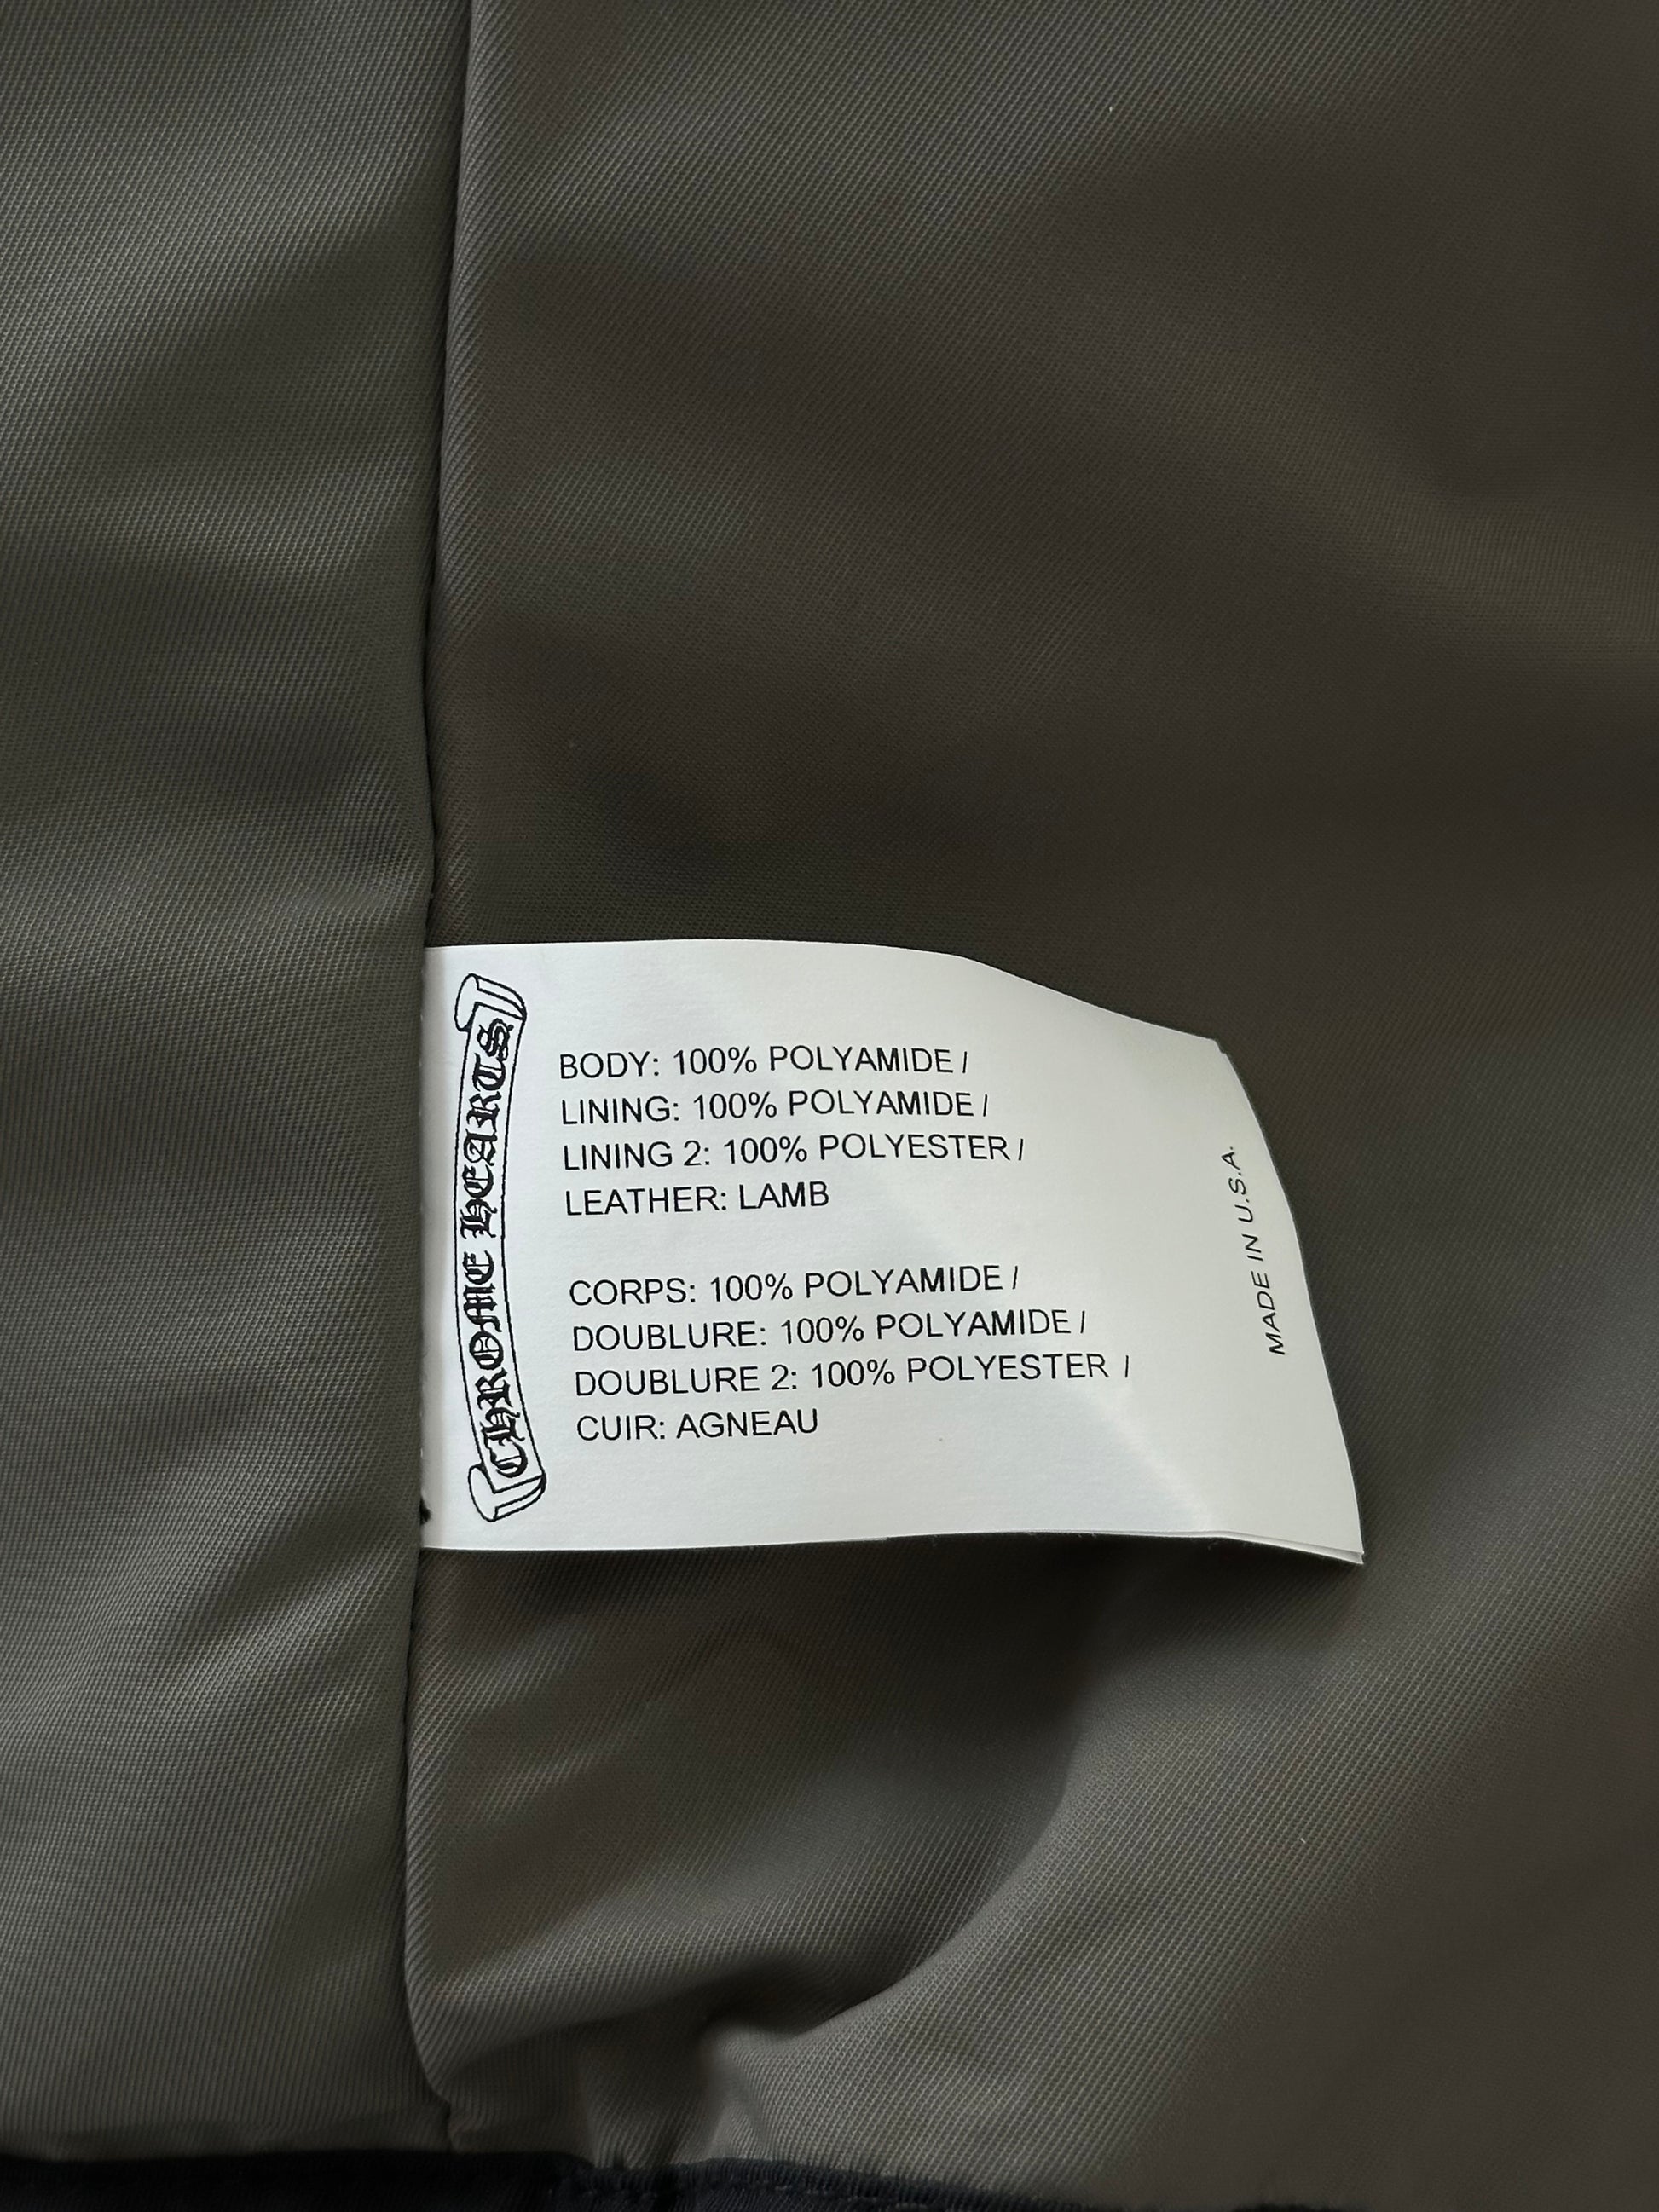 CHROME HEARTS
BODY: 100% POLYAMIDE /
LINING: 100% POLYAMIDE /
LINING 2: 100% POLYESTER /
LEATHER: LAMB
CORPS: 100% POLYAMIDE /
DOUBLURE: 100% POLYAMIDE /
DOUBLURE 2: 100% POLYESTER /
CUIR: AGNEAU
MADE IN U.S.A.